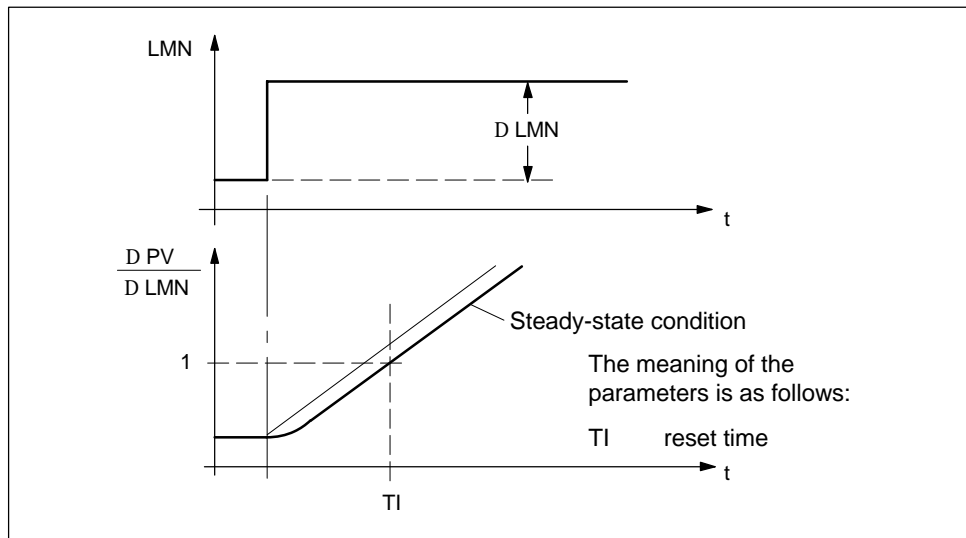 LMN
D LMN
t
D PV
D LMN
Steady-state condition
1
The meaning of the
parameters is as follows:
TI reset time
t
TI